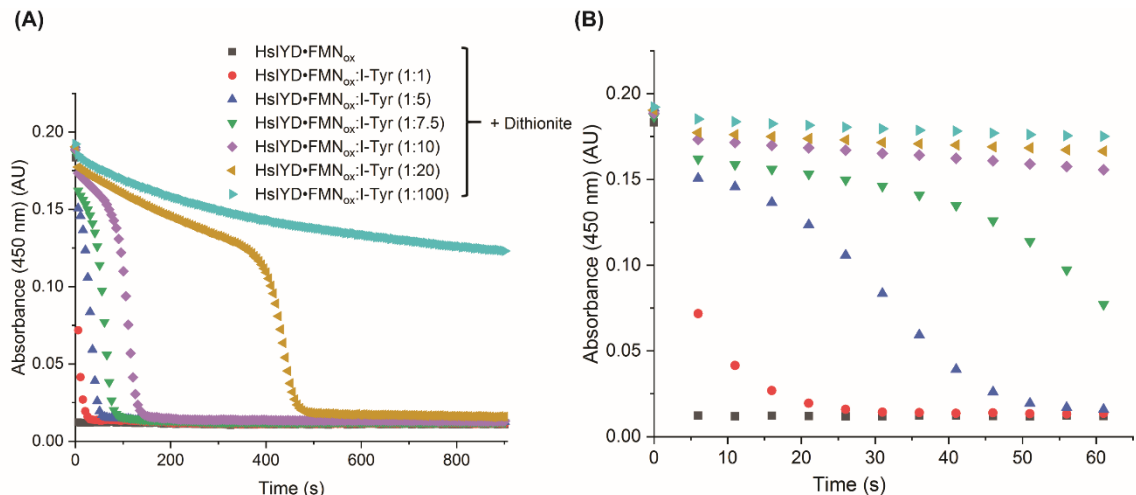 (A)
HsIYD•FMNox
HsIYD•FMNox:I-Tyr (1:1)
HsIYD•FMNox:I-Tyr (1:5)
HsIYD•FMNox:I-Tyr (1:7.5)
HsIYD•FMNox:I-Tyr (1:10)
HsIYD•FMNox:I-Tyr (1:20)
HsIYD•FMNox:I-Tyr (1:100)
+ Dithionite
Absorbance (450 nm) (AU)
0.20
0.15
0.10
0.05
0.00
0 200 400 600 800
Time (s)
(B)
Absorbance (450 nm) (AU)
0.20
0.15
0.10
0.05
0.00
0 10 20 30 40 50 60
Time (s)